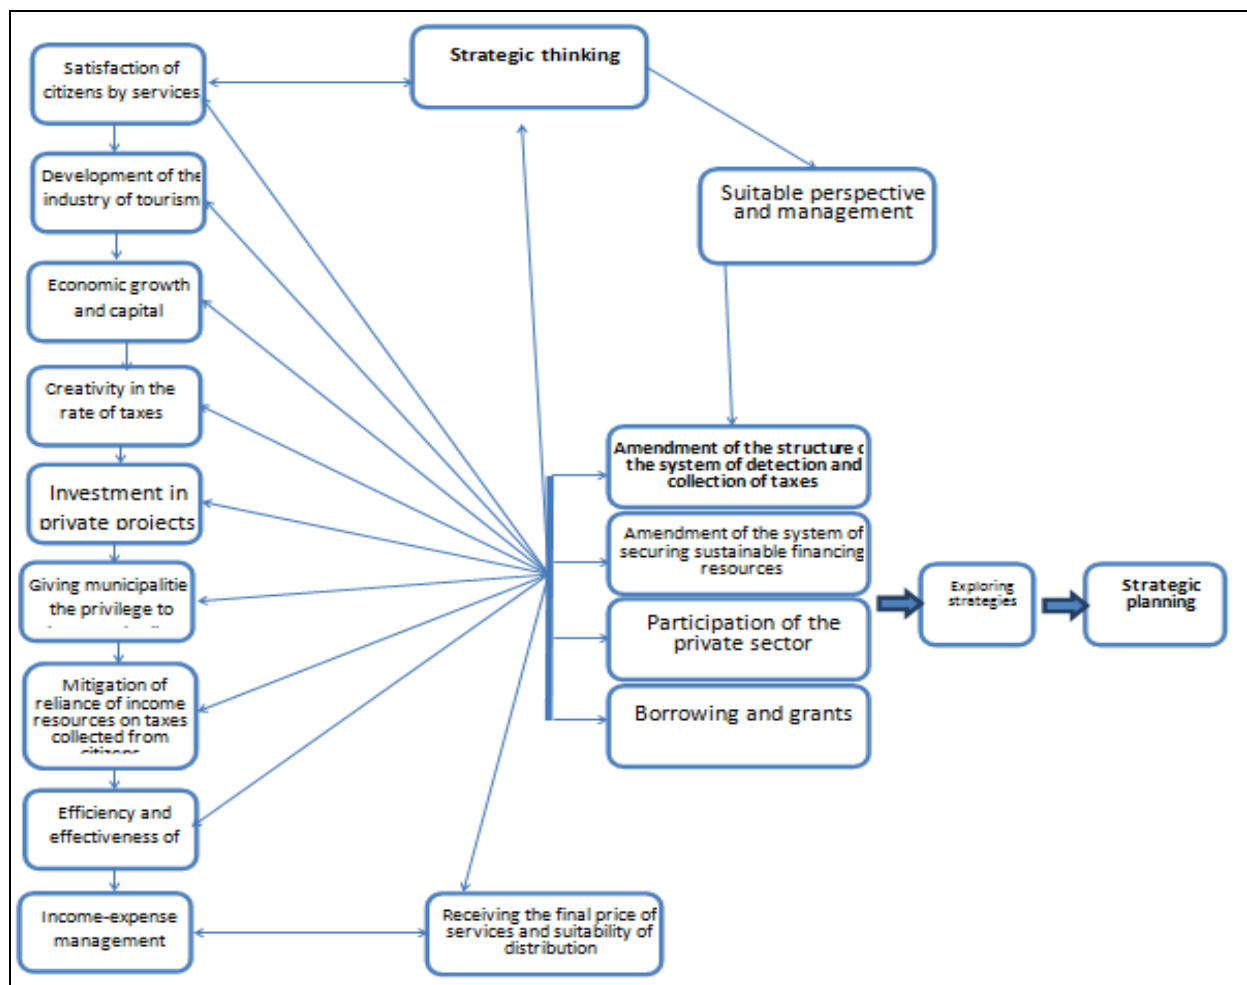 Strategic thinking
Satisfaction of
citizens by services
Development of the
industry of tourism
Suitable perspective
and management
Economic growth
and capital
Creativity in the
rate of taxes
Amendment of the structure
the system of detection and
collection of taxes
Investment in
private projects
Amendment of the system of
securing sustainable financing
resources
Giving municipalitie
the privilege to
Exploring
strategies
Strategic
planning
Participation of the
private sector
Mitigation of
reliance of income
resources on taxes
collected from
citizens
Borrowing and grants
Efficiency and
effectiveness of
Income-expense
management
Receiving the final price of
services and suitability of
distribution